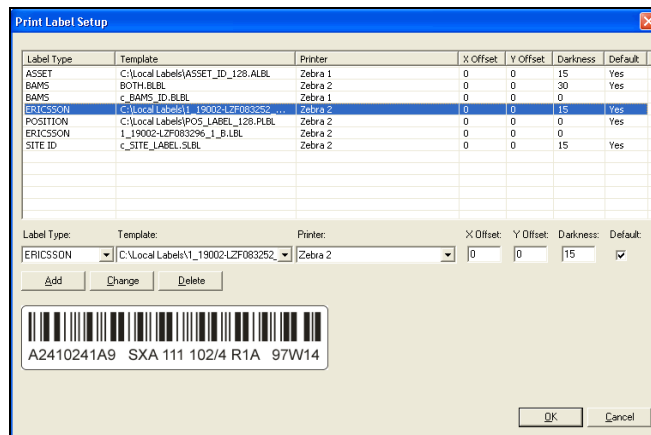 Print Label Setup
Label Type Template Printer X Offset Y Offset Darkness Default
ASSET C:\Local Labels\ASSET_ID_128.ALBL Zebra 1 0 0 15 Yes
BAMS BOTH.BLBL Zebra 2 0 0 30 Yes
BAMS c_BAMS_ID.BLBL Zebra 1 0 0 0
ERICSSON C:\Local Labels\1_19002-LZF083252_... Zebra 2 0 0 15 Yes
POSITION C:\Local Labels\POS_LABEL_128.PLBL Zebra 2 0 0 15 Yes
ERICSSON 1_19002-LZF083296_1_B.LBL Zebra 2 0 0 0
SITE ID c_SITE_LABEL.SLBL Zebra 2 0 0 15 Yes
Label Type: Template: Printer: X Offset: Y Offset: Darkness: Default:
ERICSSON C:\Local Labels\1_19002-LZF083252_ Zebra 2 0 0 15
Add Change Delete
A2410241A9 SXA 111 102/4 R1A 97W14
OK Cancel